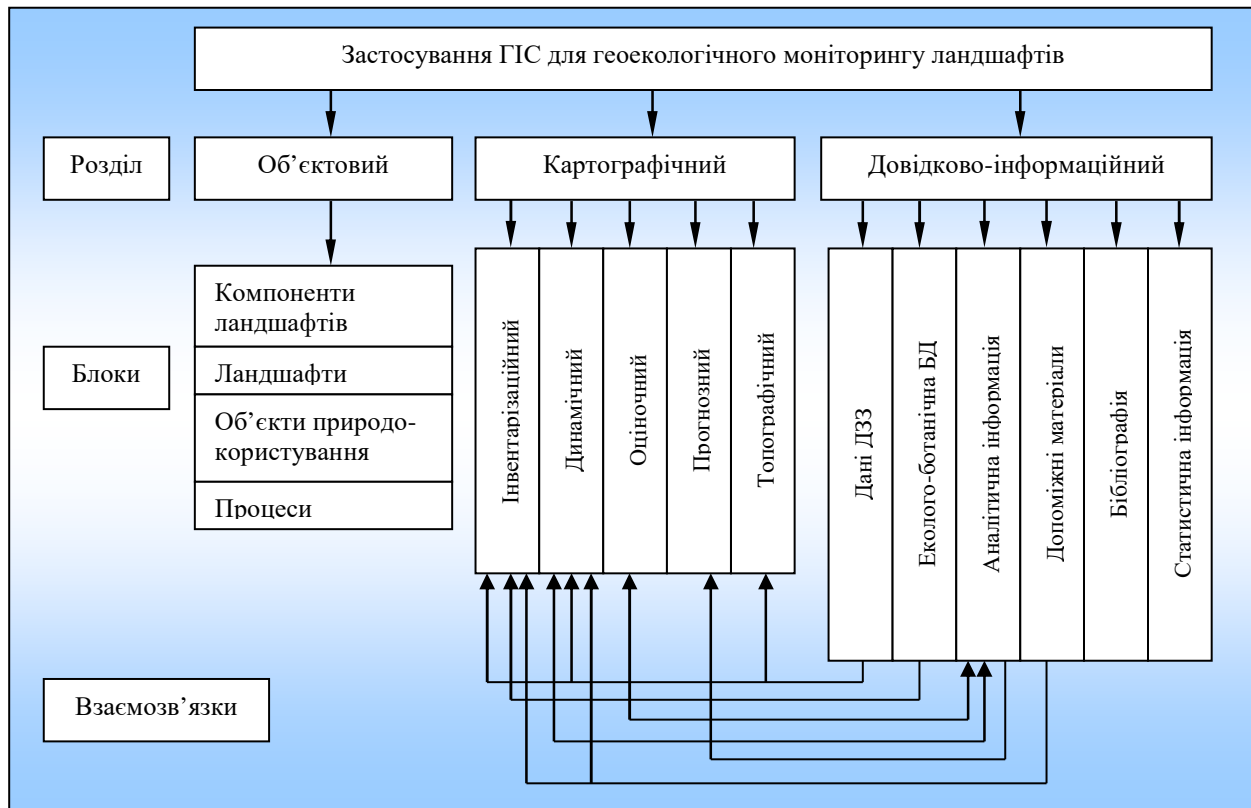 Застосування ГІС для геоекологічного моніторингу ландшафтів
Розділ
Об’єктовий
Картографічний
Довідково-інформаційний
Блоки
Компоненти
ландшафтів
Ландшафти
Об’єкти природо-
користування
Процеси
Інвентарізаційний
Динамічний
Оціночний
Прогнозний
Топографічний
Дані ДЗЗ
Еколого-ботанічна БД
Аналітична інформація
Допоміжні матеріали
Бібліографія
Статистична інформація
Взаємозв’язки